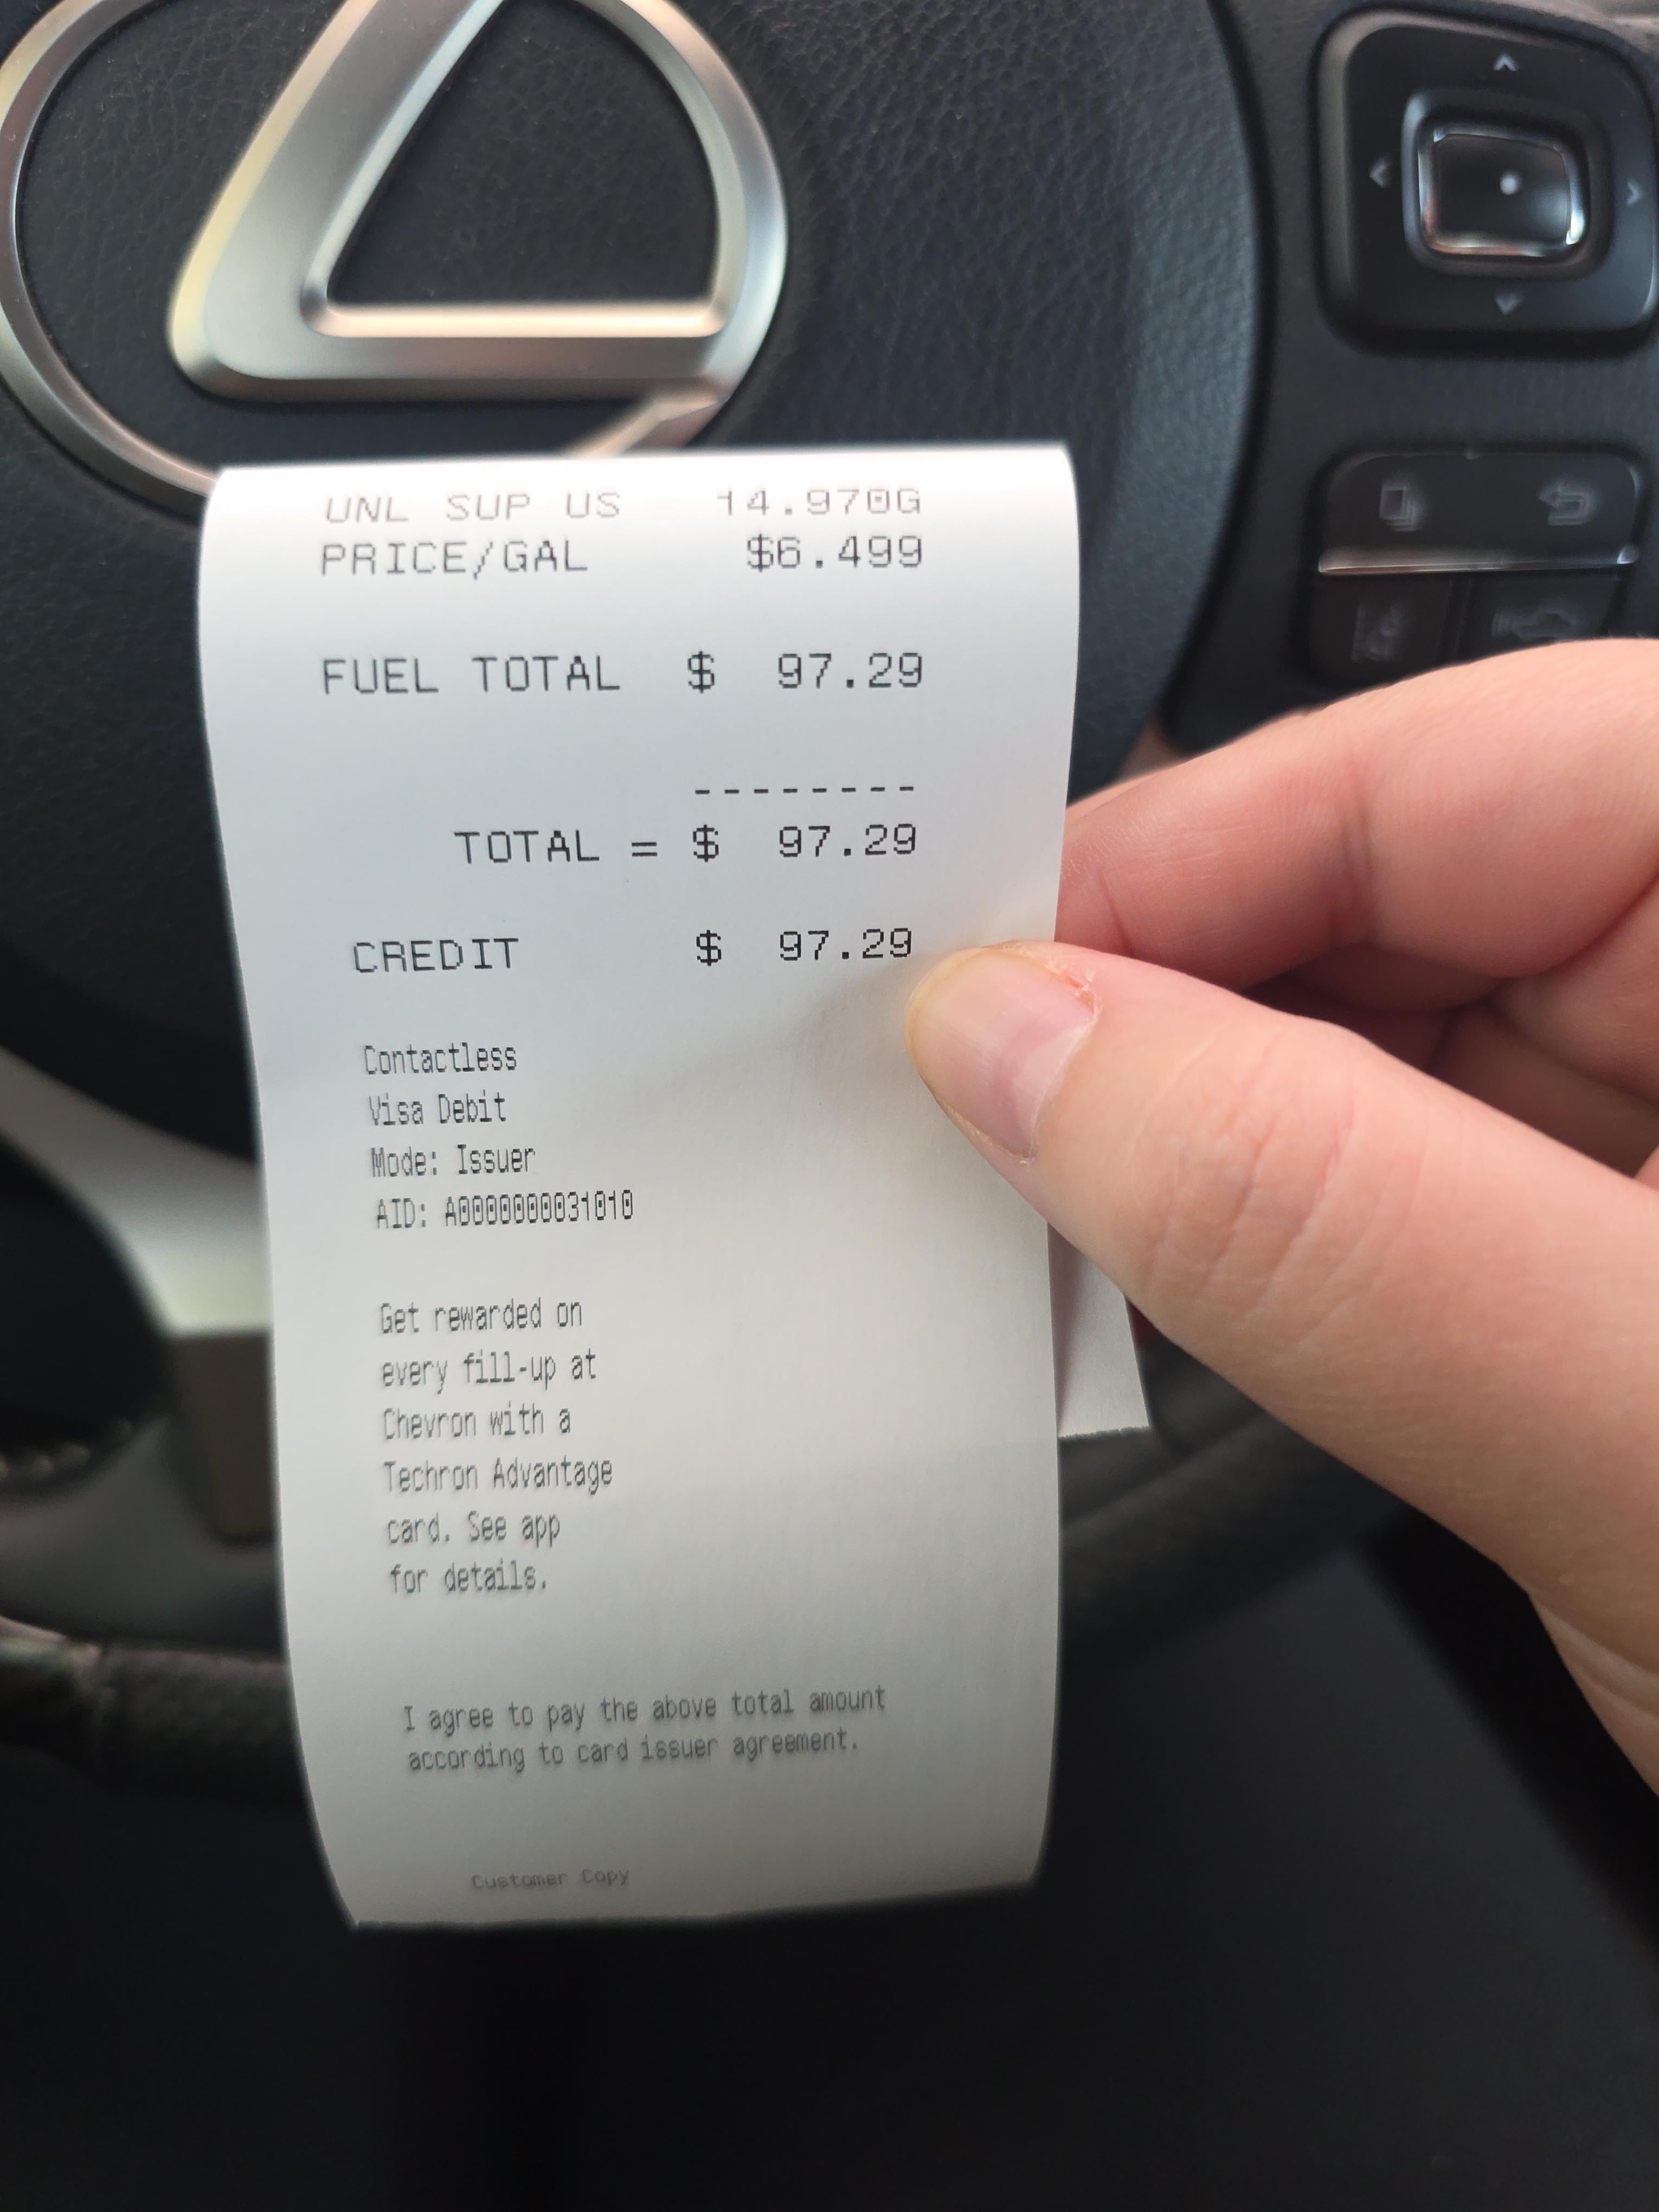 UNL SUP US 14.970G
PRICE/GAL $6.499
FUEL TOTAL $ 97.29
--------
TOTAL = $ 97.29
CREDIT $ 97.29
Contactless
Visa Debit
Mode: Issuer
AID: A0000000031010
Get rewarded on
every fill-up at
Chevron with a
Techron Advantage
card. See app
for details.
I agree to pay the above total amount
according to card issuer agreement.
Customer Copy